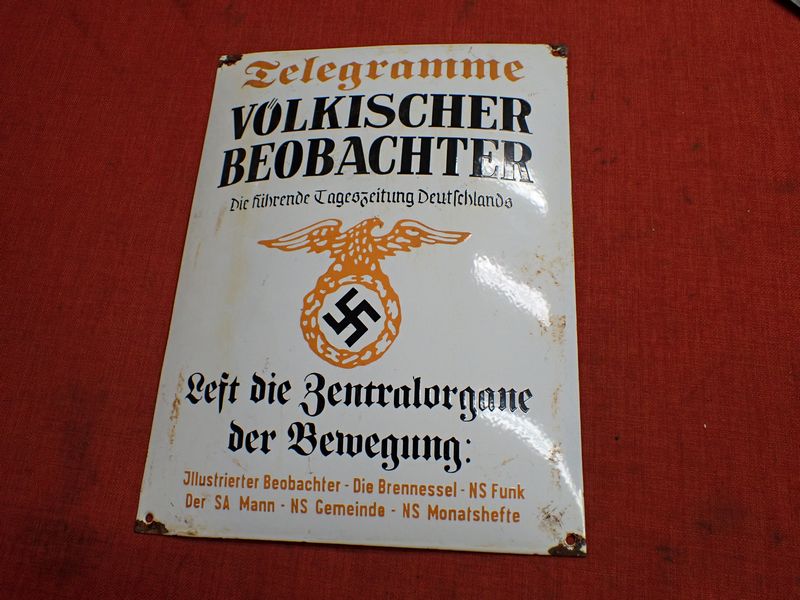 Telegramme
VÖLKISCHER
BEOBACHTER
Die führende Tageszeitung Deutschlands
Lest die Zentralorgane
der Bewegung:
Illustrierter Beobachter - Die Brennessel - NS Funk
Der SA Mann - NS Gemeinde - NS Monatshefte